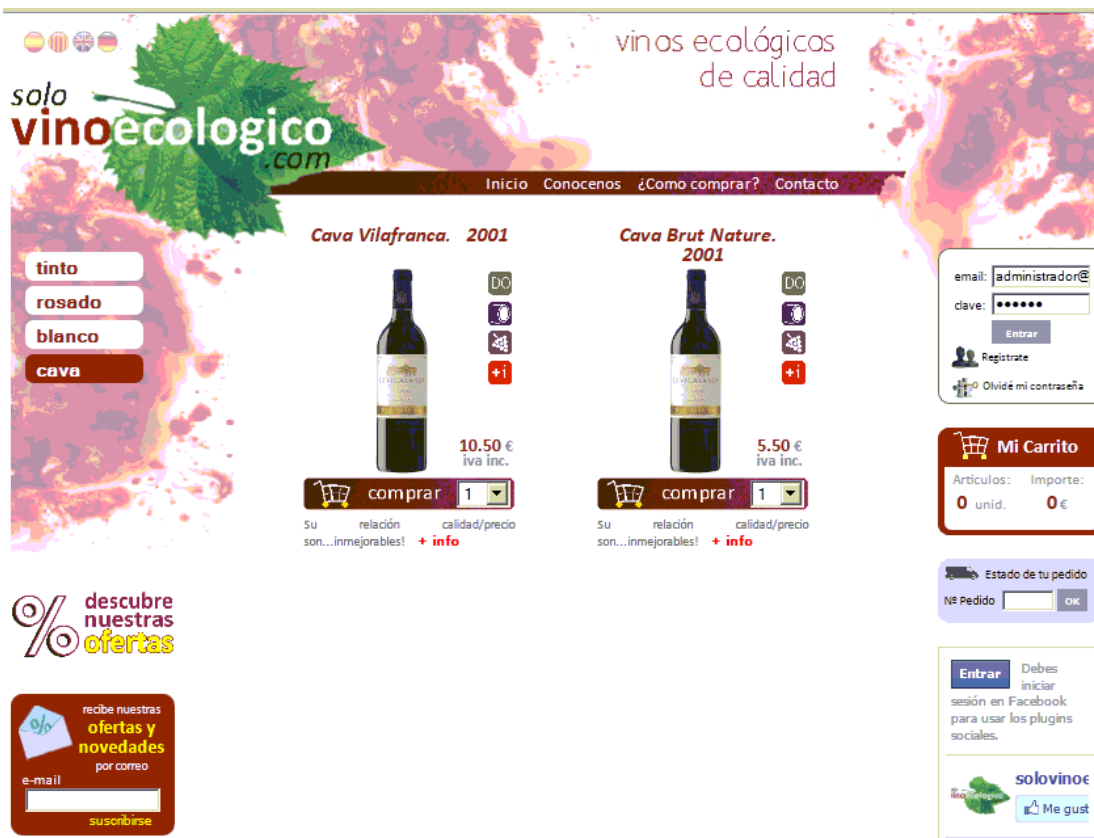 vinos ecológicos
de calidad
solo
vinoecologico
.com
Inicio Conocenos ¿Como comprar? Contacto
tinto
rosado
blanco
cava
Cava Vilafranca. 2001
DO
+i
10.50 €
iva inc.
comprar 1
Su relación calidad/precio
son...inmejorables! + info
Cava Brut Nature.
2001
DO
+i
5.50 €
iva inc.
comprar 1
Su relación calidad/precio
son...inmejorables! + info
email: administrador@
clave: ••••••
Entrar
Registrate
Olvidé mi contraseña
Mi Carrito
Articulos: Importe:
0 unid. 0 €
Estado de tu pedido
Nº Pedido OK
Entrar Debes
iniciar
sesión en Facebook
para usar los plugins
sociales.
solovinoe
Me gust
% descubre
nuestras
ofertas
% recibe nuestras
ofertas y
novedades
por correo
e-mail
suscribirse